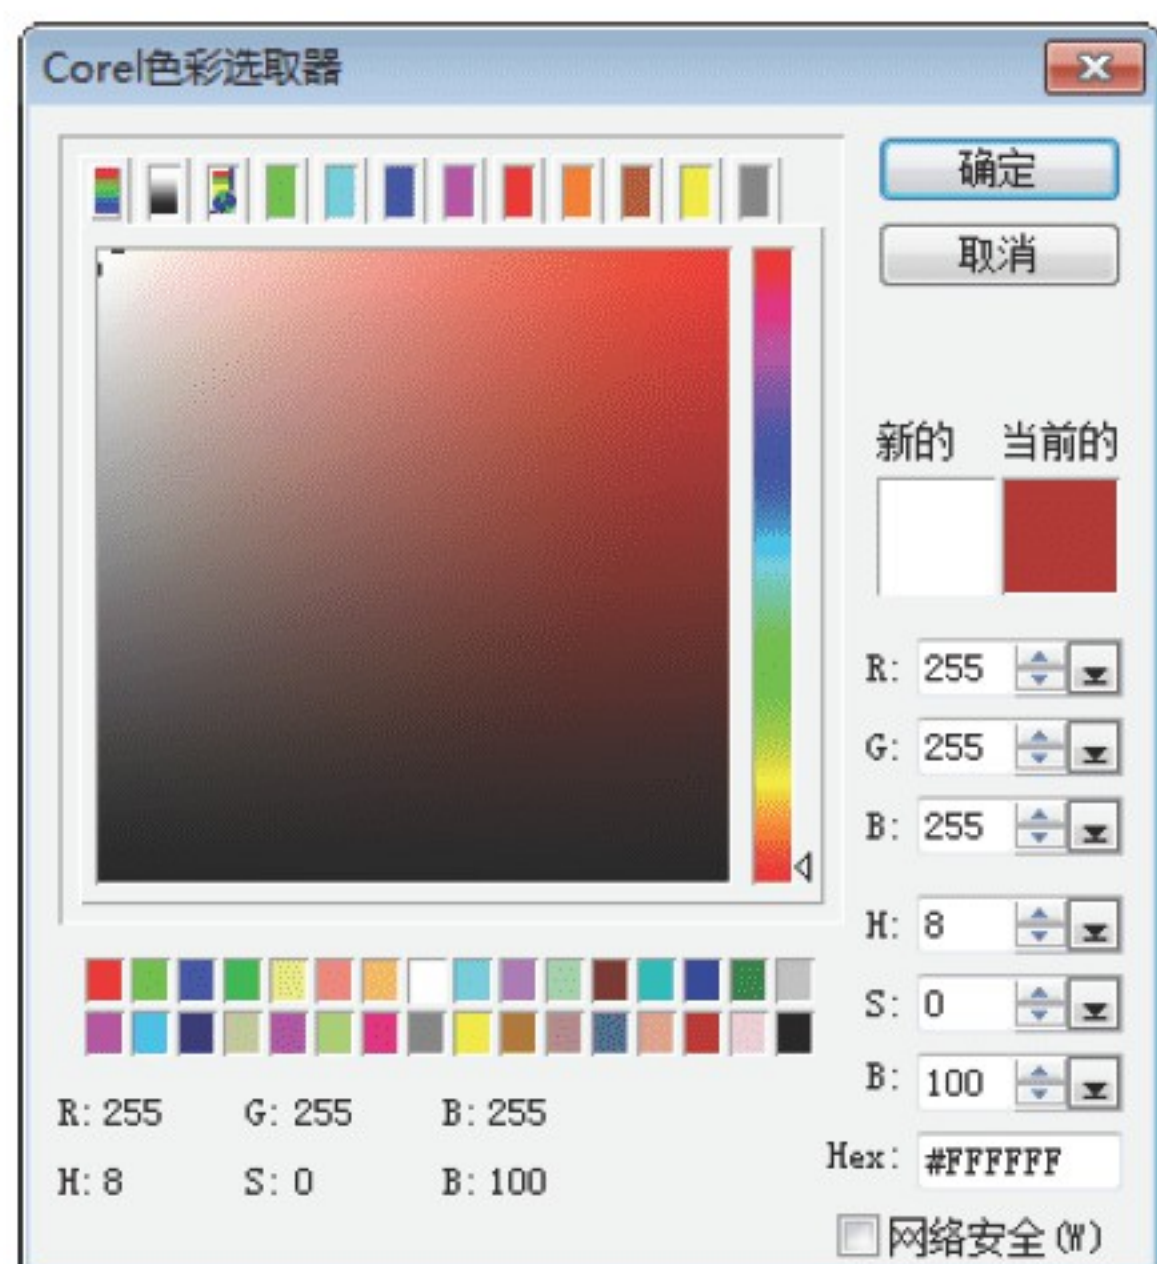 Corel色彩选取器
确定
取消
新的 当前的
R: 255
G: 255
B: 255
H: 8
S: 0
B: 100
Hex: #FFFFFF
网络安全(W)
R: 255 G: 255 B: 255
H: 8 S: 0 B: 100